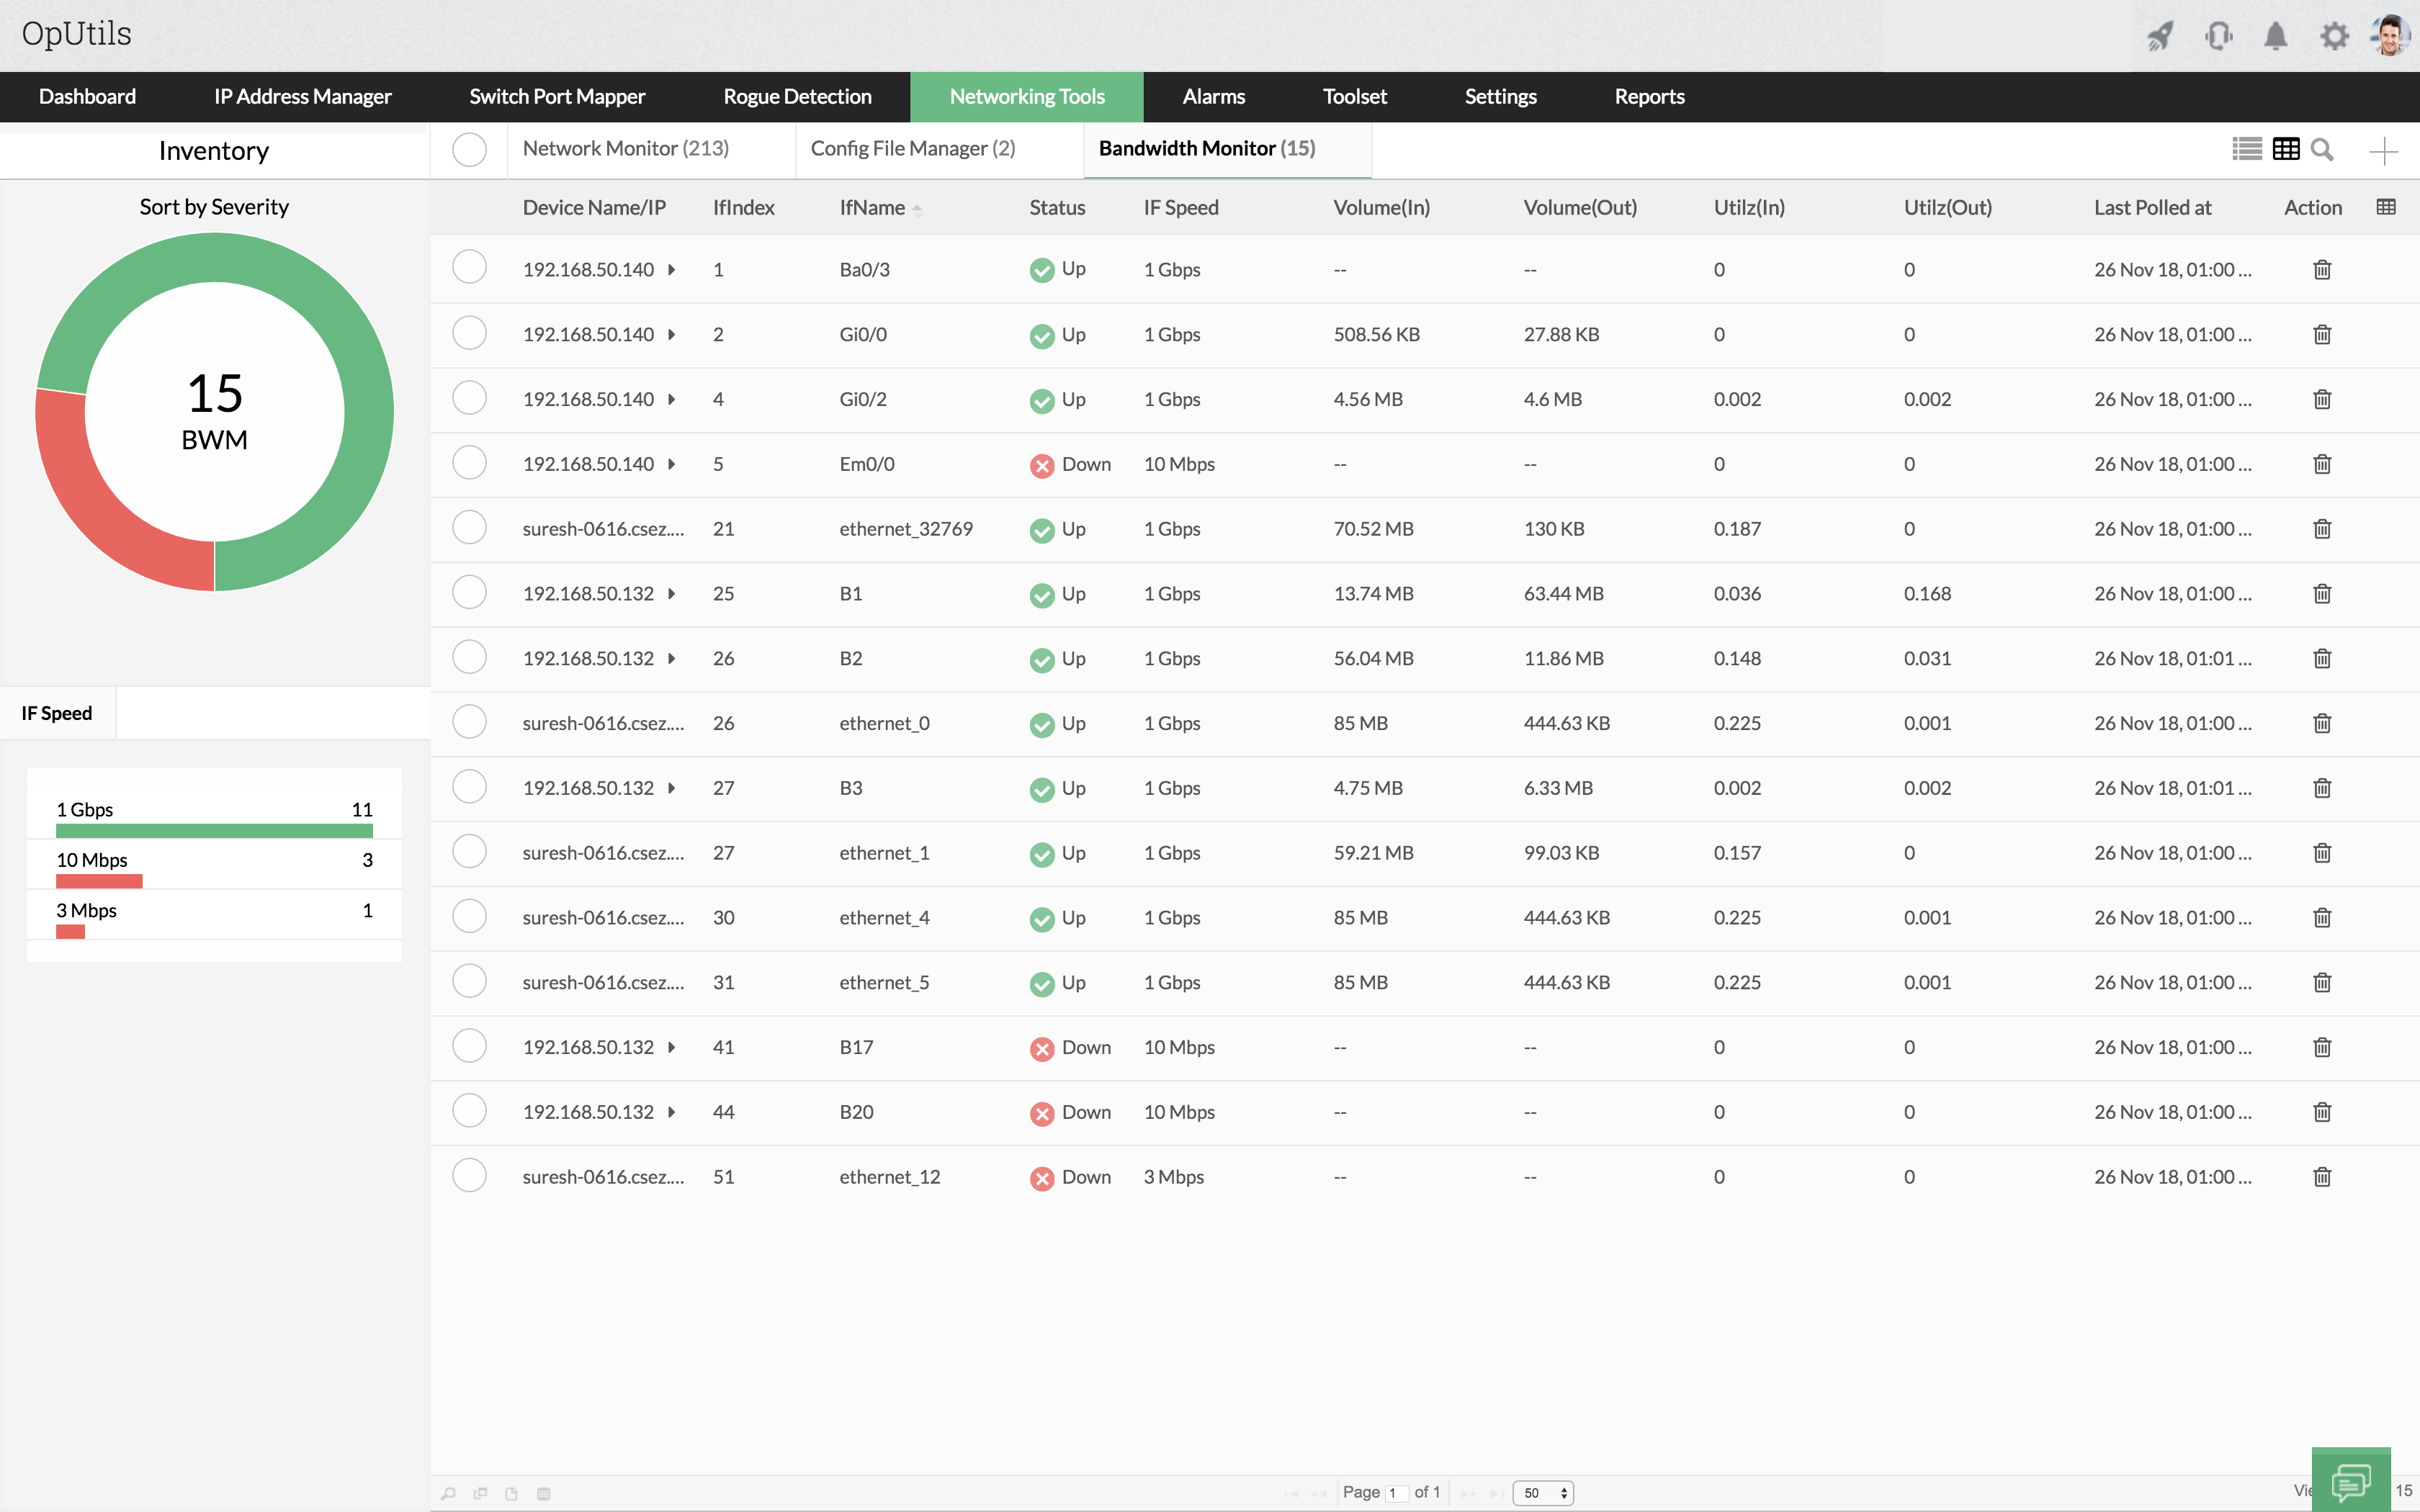 OpUtils
Dashboard IP Address Manager Switch Port Mapper Rogue Detection Networking Tools Alarms Toolset Settings Reports
Inventory
Network Monitor (213) Config File Manager (2) Bandwidth Monitor (15)
Sort by Severity
15
BWM
IF Speed
1 Gbps 11
10 Mbps 3
3 Mbps 1
Device Name/IP IfIndex IfName Status IF Speed Volume(In) Volume(Out) Utilz(In) Utilz(Out) Last Polled at Action
192.168.50.140 1 Ba0/3 Up 1 Gbps -- -- 0 0 26 Nov 18, 01:00 ...
192.168.50.140 2 Gi0/0 Up 1 Gbps 508.56 KB 27.88 KB 0 0 26 Nov 18, 01:00 ...
192.168.50.140 4 Gi0/2 Up 1 Gbps 4.56 MB 4.6 MB 0.002 0.002 26 Nov 18, 01:00 ...
192.168.50.140 5 Em0/0 Down 10 Mbps -- -- 0 0 26 Nov 18, 01:00 ...
suresh-0616.csez.... 21 ethernet_32769 Up 1 Gbps 70.52 MB 130 KB 0.187 0 26 Nov 18, 01:00 ...
192.168.50.132 25 B1 Up 1 Gbps 13.74 MB 63.44 MB 0.036 0.168 26 Nov 18, 01:00 ...
192.168.50.132 26 B2 Up 1 Gbps 56.04 MB 11.86 MB 0.148 0.031 26 Nov 18, 01:01 ...
suresh-0616.csez.... 26 ethernet_0 Up 1 Gbps 85 MB 444.63 KB 0.225 0.001 26 Nov 18, 01:00 ...
192.168.50.132 27 B3 Up 1 Gbps 4.75 MB 6.33 MB 0.002 0.002 26 Nov 18, 01:01 ...
suresh-0616.csez.... 27 ethernet_1 Up 1 Gbps 59.21 MB 99.03 KB 0.157 0 26 Nov 18, 01:00 ...
suresh-0616.csez.... 30 ethernet_4 Up 1 Gbps 85 MB 444.63 KB 0.225 0.001 26 Nov 18, 01:00 ...
suresh-0616.csez.... 31 ethernet_5 Up 1 Gbps 85 MB 444.63 KB 0.225 0.001 26 Nov 18, 01:00 ...
192.168.50.132 41 B17 Down 10 Mbps -- -- 0 0 26 Nov 18, 01:00 ...
192.168.50.132 44 B20 Down 10 Mbps -- -- 0 0 26 Nov 18, 01:00 ...
suresh-0616.csez.... 51 ethernet_12 Down 3 Mbps -- -- 0 0 26 Nov 18, 01:00 ...
Page 1 of 1 50 15